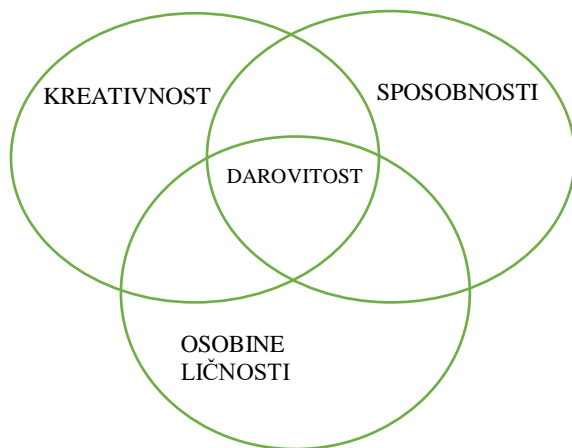 KREATIVNOST
SPOSOBNOSTI
DAROVITOST
OSOBINE
LIČNOSTI